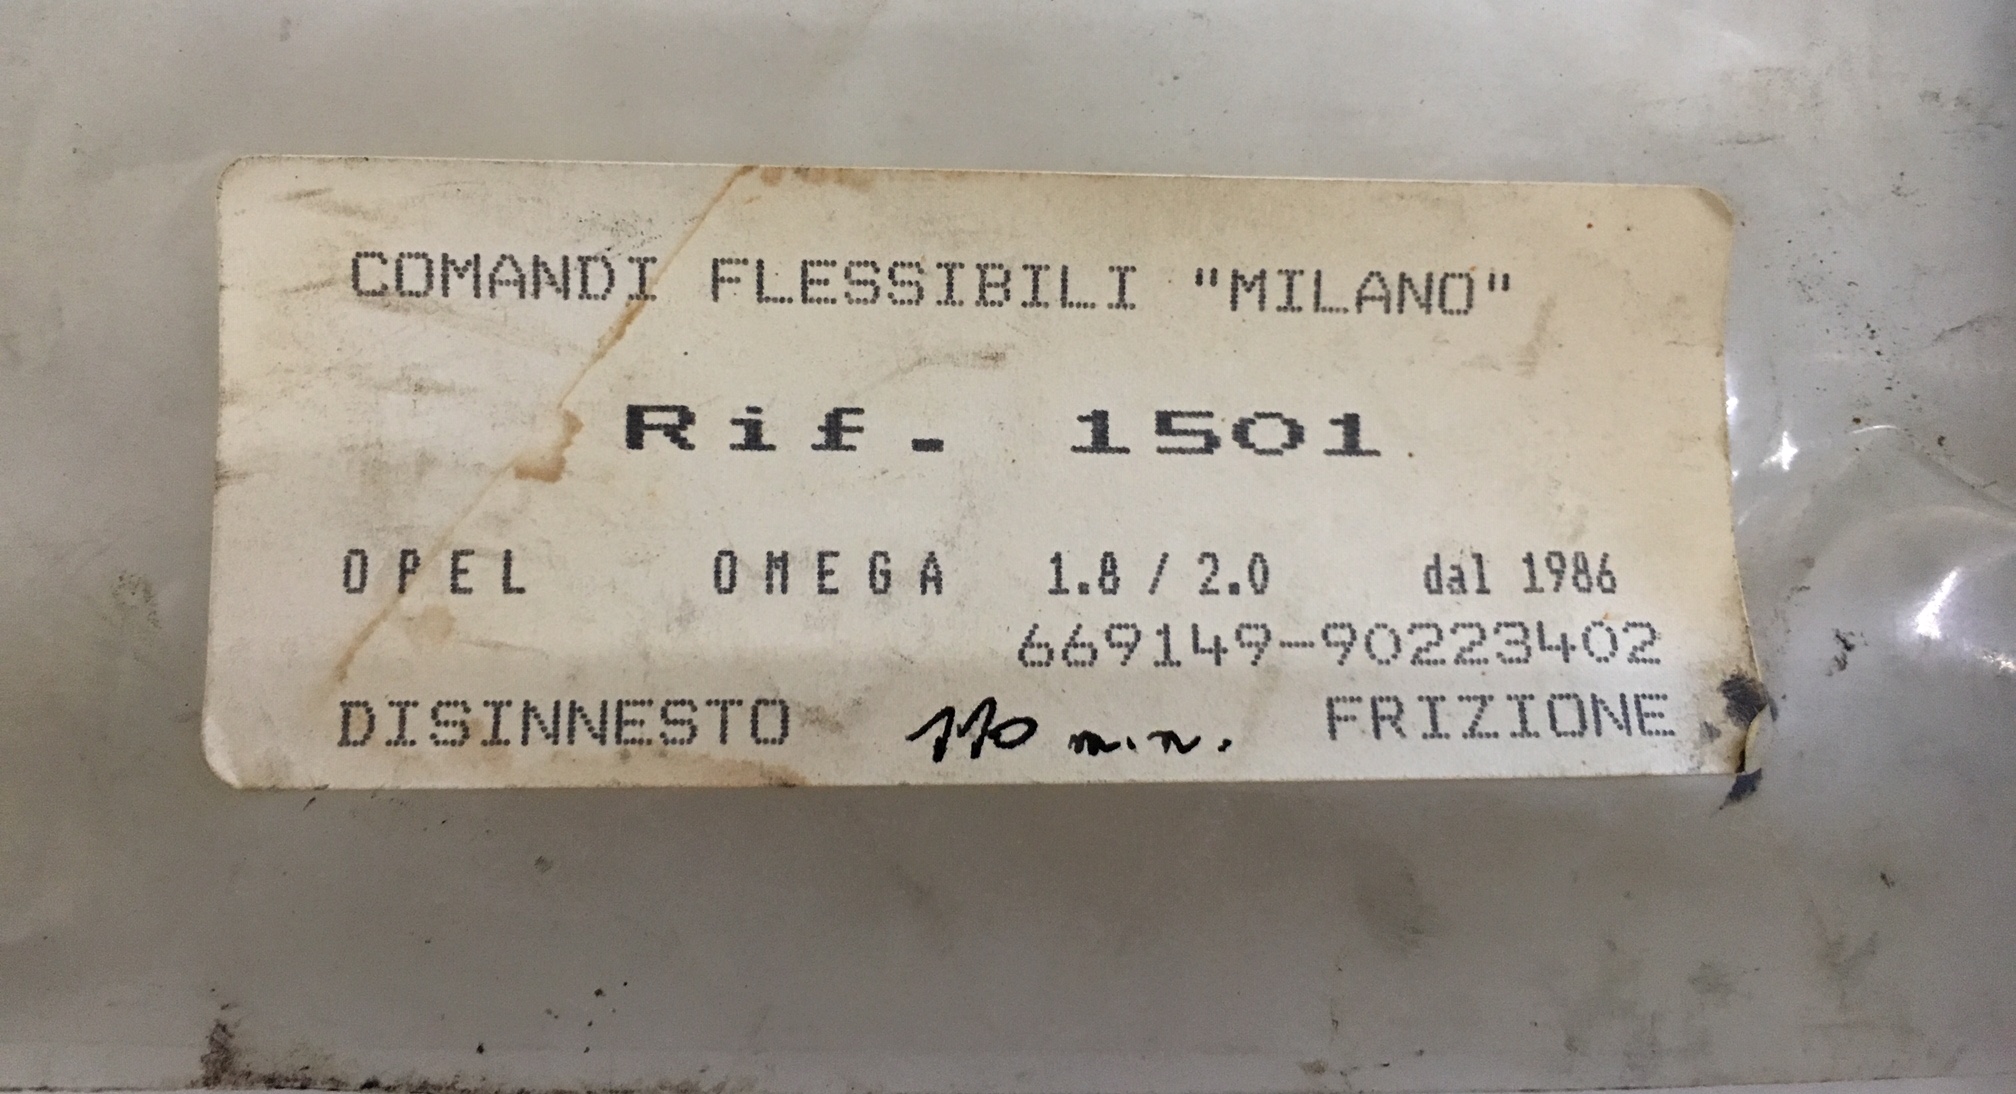 COMANDI FLESSIBILI "MILANO"
Rif. 1501
OPEL OMEGA 1.8 / 2.0 dal 1986
669149-90223402
DISINNESTO m.n. FRIZIONE